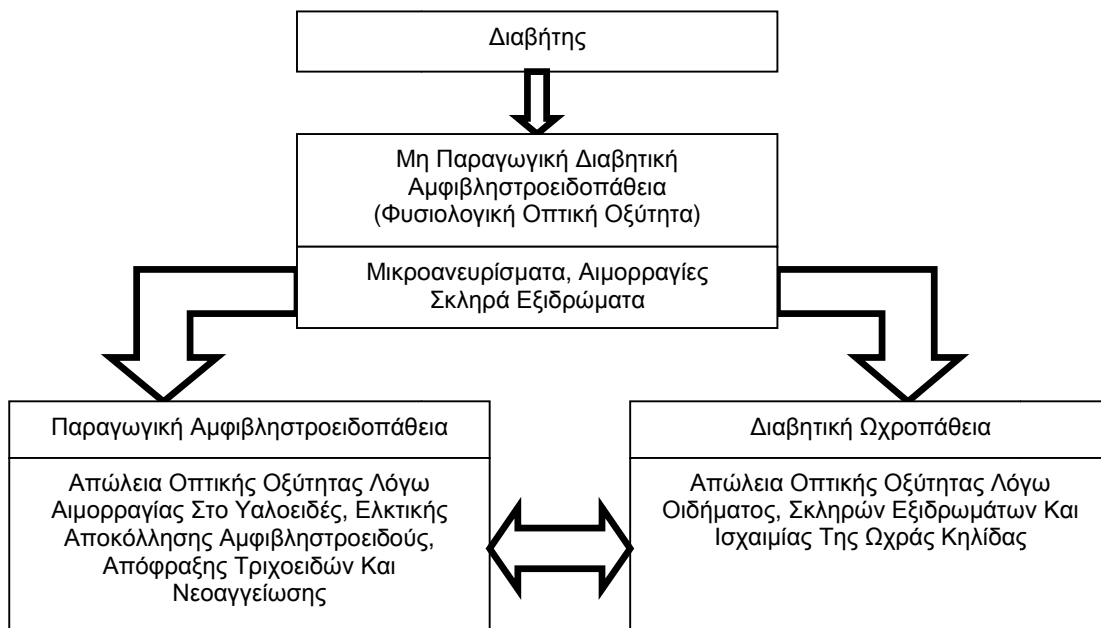 Διαβήτης
Μη Παραγωγική Διαβητική
Αμφιβληστροειδοπάθεια
(Φυσιολογική Οπτική Οξύτητα)
Μικροανευρίσματα, Αιμορραγίες
Σκληρά Εξιδρώματα
Παραγωγική Αμφιβληστροειδοπάθεια
Απώλεια Οπτικής Οξύτητας Λόγω
Αιμορραγίας Στο Υαλοειδές, Ελκτικής
Αποκόλλησης Αμφιβληστροειδούς,
Απόφραξης Τριχοειδών Και
Νεοαγγείωσης
Διαβητική Ωχροπάθεια
Απώλεια Οπτικής Οξύτητας Λόγω
Οιδήματος, Σκληρών Εξιδρωμάτων Και
Ισχαιμίας Της Ωχράς Κηλίδας